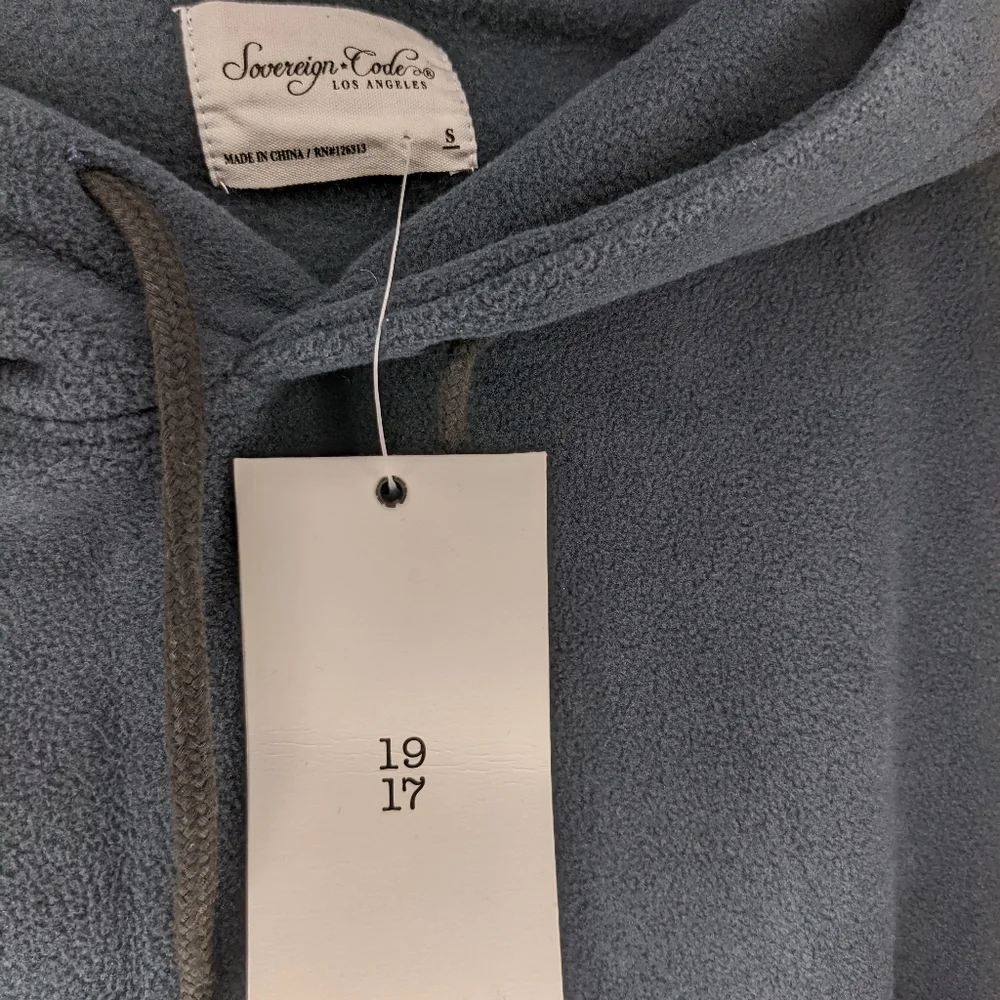 Sovereign★Code®
LOS ANGELES
S
MADE IN CHINA / RN#126313
19
17